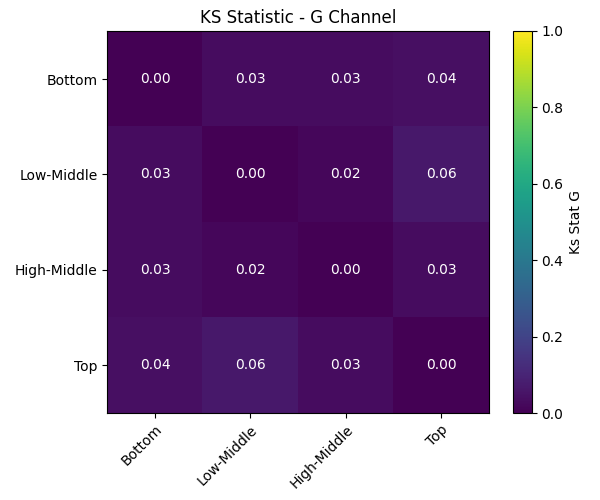 KS Statistic - G Channel
Bottom 0.00 0.03 0.03 0.04
Low-Middle 0.03 0.00 0.02 0.06
High-Middle 0.03 0.02 0.00 0.03
Top 0.04 0.06 0.03 0.00
Bottom Low-Middle High-Middle Top
1.0
0.8
0.6
0.4
0.2
0.0
Ks Stat G